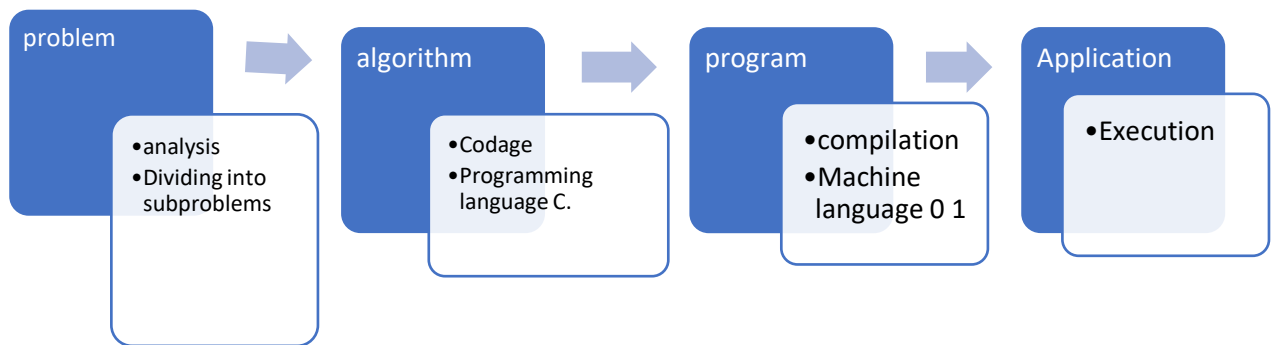 problem
•analysis
•Dividing into
subproblems
algorithm
•Codage
•Programming
language C.
program
•compilation
•Machine
language 0 1
Application
•Execution